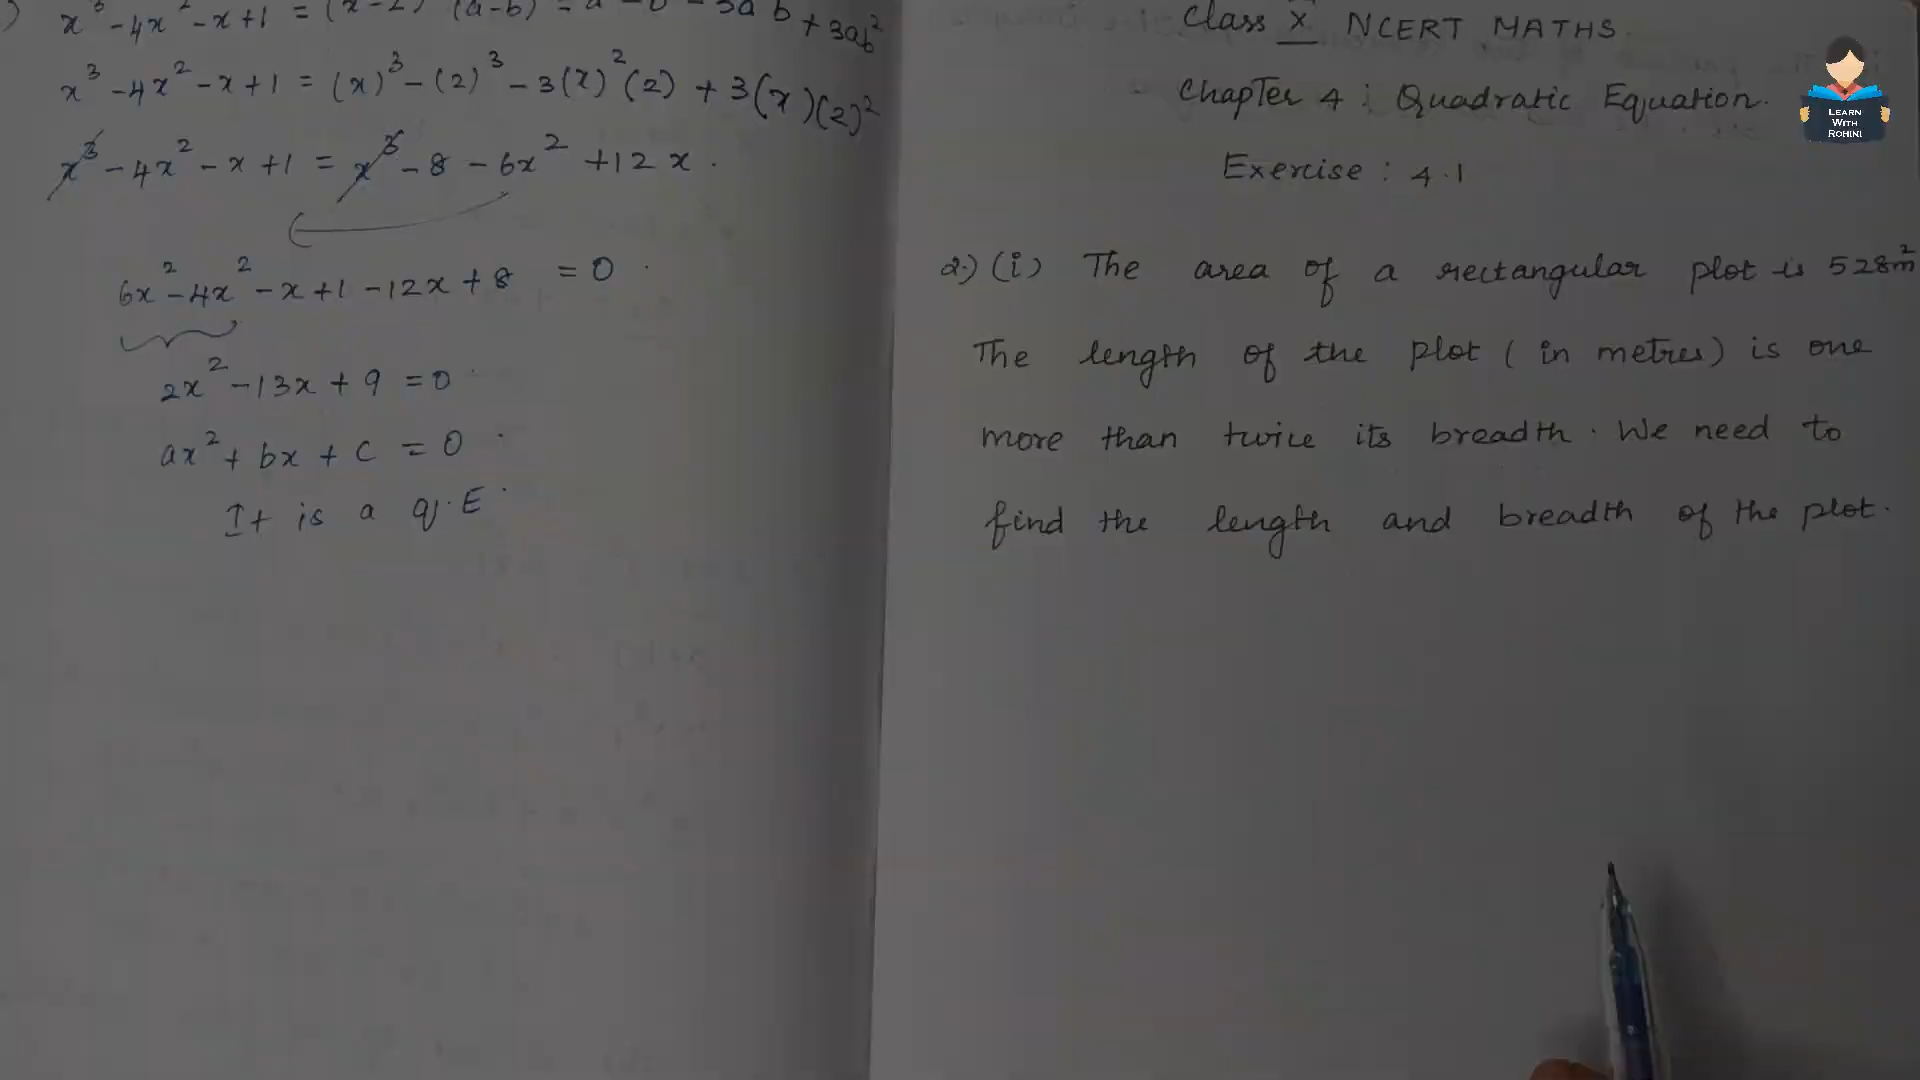 x³ -4x² -x+1 = (x-2)³ (a-b)³ = a³-b³-3a²b + 3ab²
x³ -4x² -x+1 = (x)³ -(2)³ -3(x)²(2) + 3(x)(2)²
x³ -4x² -x+1 = x³ -8 -6x² +12x.
6x² -4x² -x+1 -12x+8 = 0.
2x² -13x+9 = 0.
ax² + bx + c = 0.
It is a q.E.
Class X NCERT MATHS.
Chapter 4 : Quadratic Equation.
Exercise : 4.1
2.) (i) The area of a rectangular plot is 528m²
The length of the plot (in metres) is one
more than twice its breadth. We need to
find the length and breadth of the plot.
LEARN
WITH
ROHINI